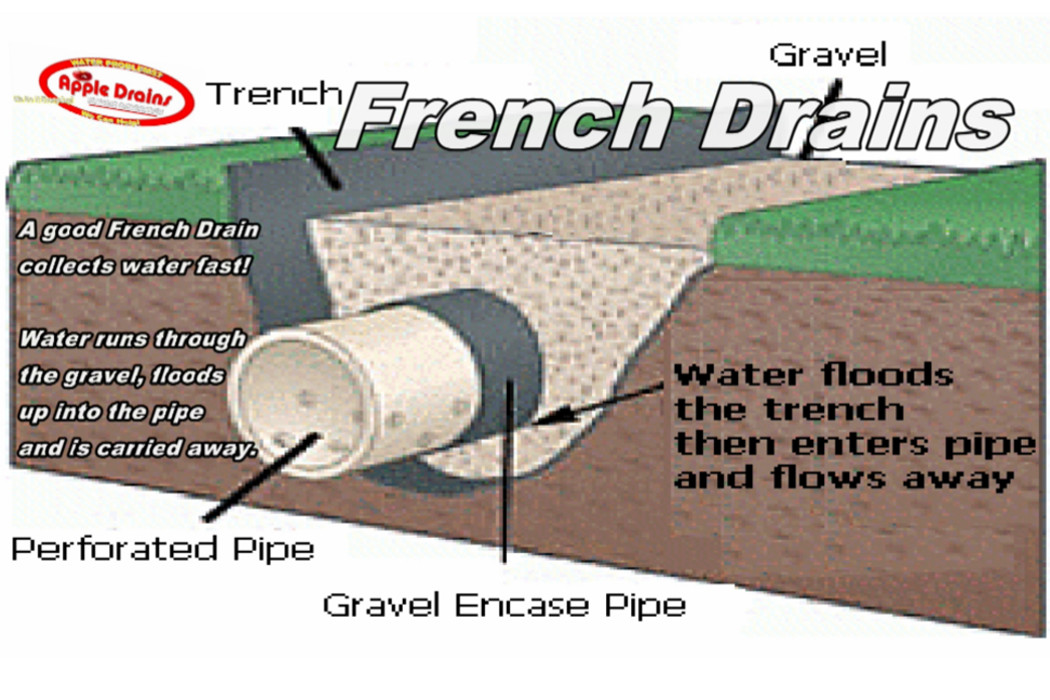 Gravel
WATER PROBLEMS?
Apple Drains
We Can Help!
Trench
French Drains
A good French Drain
collects water fast!
Water runs through
the gravel, floods
up into the pipe
and is carried away.
Water floods
the trench
then enters pipe
and flows away
Perforated Pipe
Gravel Encase Pipe